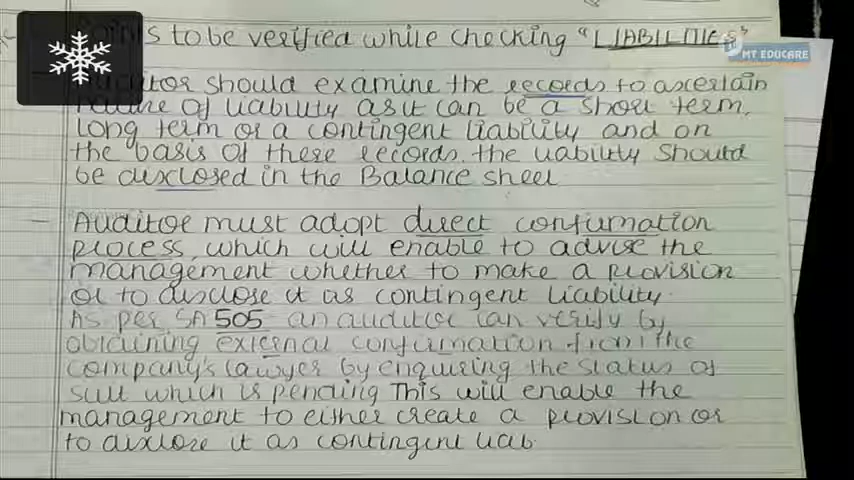 Points to be verified while checking "LIABILITIES"
MT EDUCARE
Auditor should examine the records to ascertain
nature of liability as it can be a short term,
long term or a contingent liability and on
the basis of these records, the liability should
be disclosed in the Balance sheet
— Auditor must adopt direct confirmation
process, which will enable to advise the
management whether to make a provision
or to disclose it as contingent liability.
As per SA 505 an auditor can verify by
obtaining external confirmation from the
company's lawyer by enquiring the status of
suit which is pending This will enable the
management to either create a provision or
to disclose it as contingent liab.